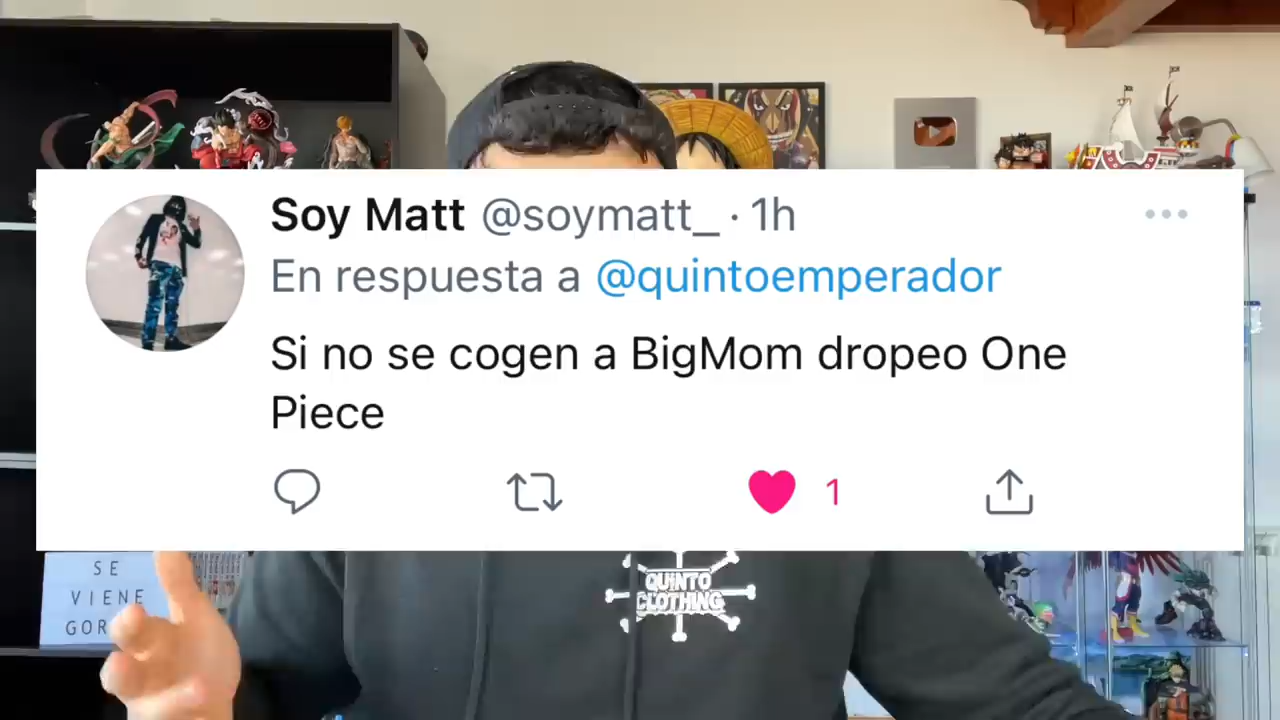 Soy Matt @soymatt_ · 1h
En respuesta a @quintoemperador
Si no se cogen a BigMom dropeo One
Piece
1
SE
VIENE
QUINTO
CLOTHING